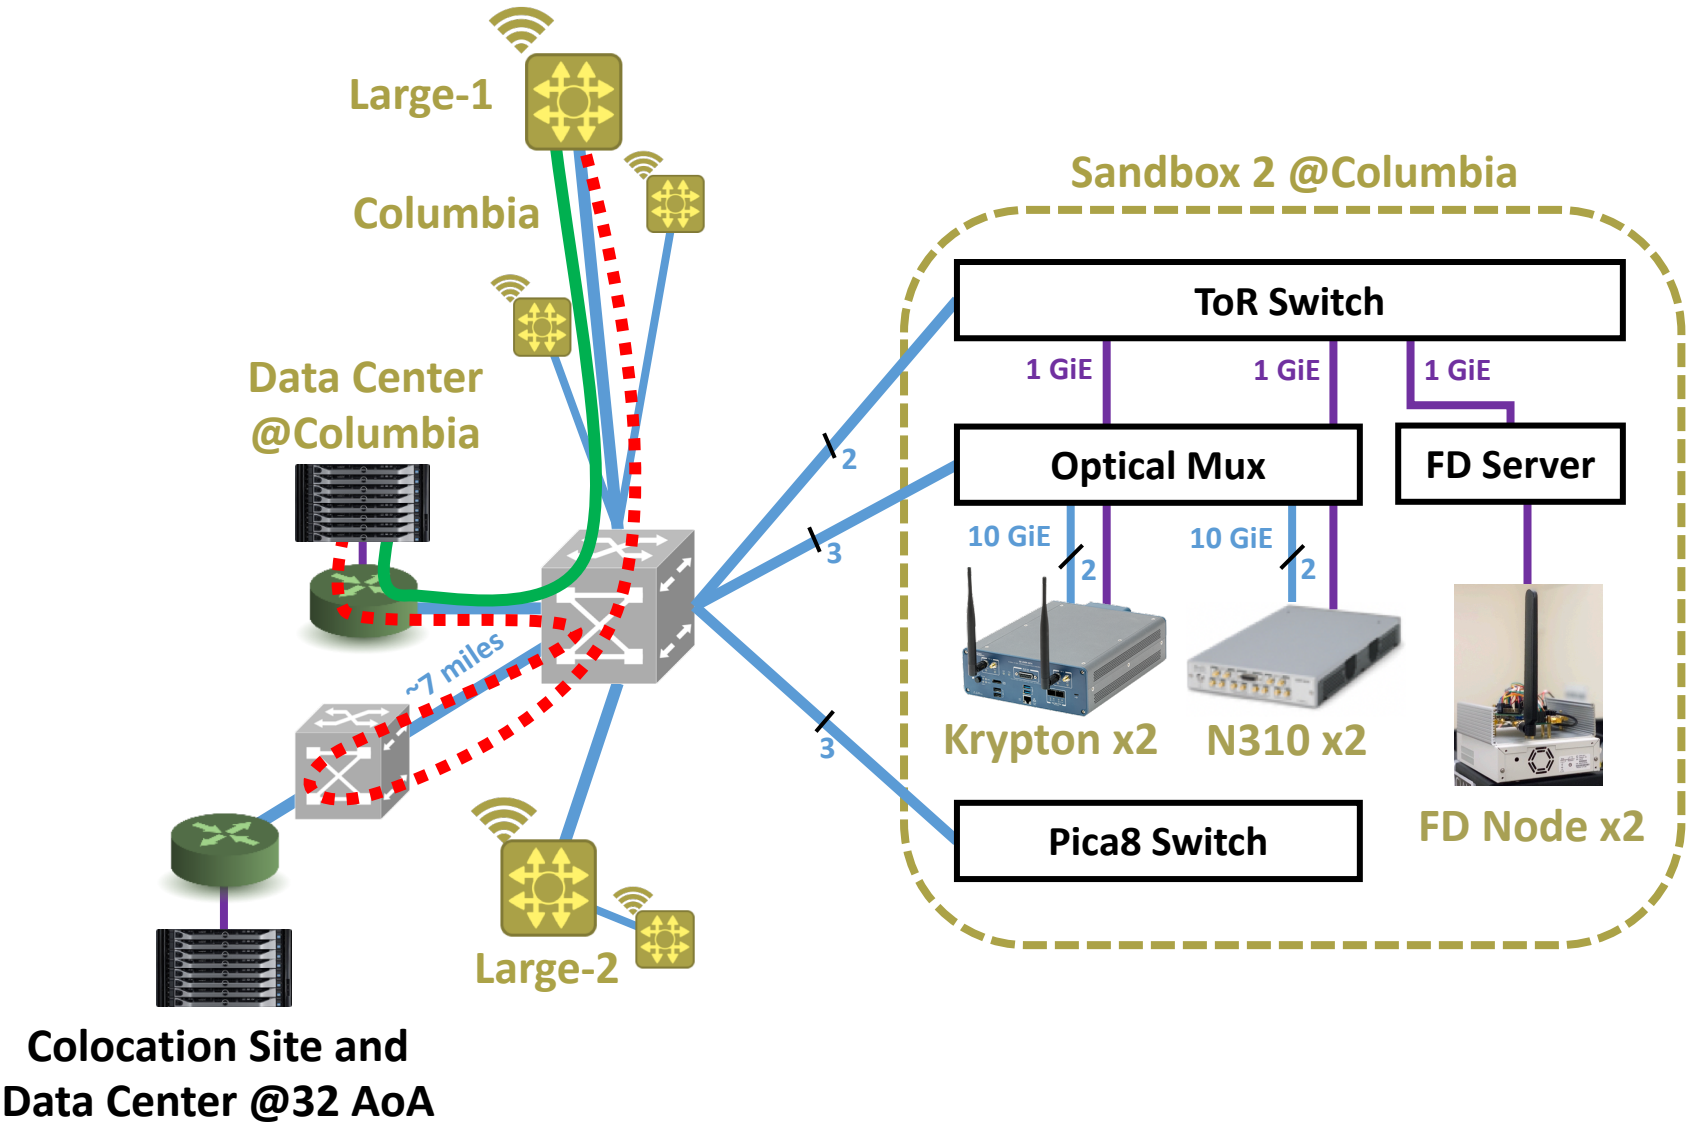 Large-1
Columbia
Data Center
@Columbia
~7 miles
Large-2
Colocation Site and
Data Center @32 AoA
Sandbox 2 @Columbia
ToR Switch
1 GiE
1 GiE
1 GiE
2
Optical Mux
FD Server
3
10 GiE
2
10 GiE
2
Krypton x2
N310 x2
3
Pica8 Switch
FD Node x2